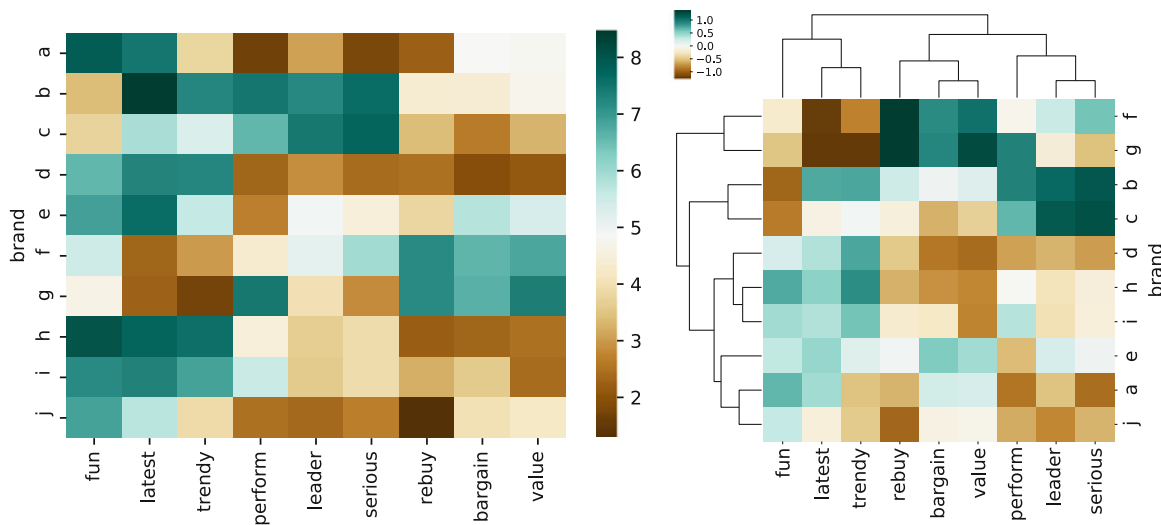 a
b
c
d
e
f
g
h
i
j
brand
fun
latest
trendy
perform
leader
serious
rebuy
bargain
value
8
7
6
5
4
3
2
1.0
0.5
0.0
−0.5
−1.0
f
g
b
c
d
h
i
e
a
j
brand
fun
latest
trendy
rebuy
bargain
value
perform
leader
serious